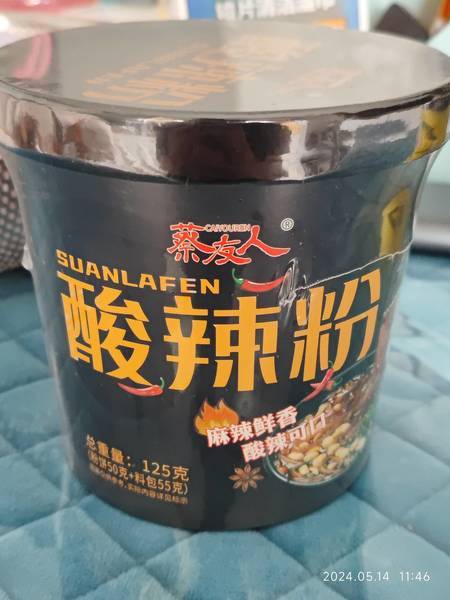 蔡友人
CAIYOUREN
®
SUANLAFEN
酸辣粉
麻辣鲜香
酸辣可口
总重量：125克
(粉饼50克+料包55克)
2024.05.14 11:46